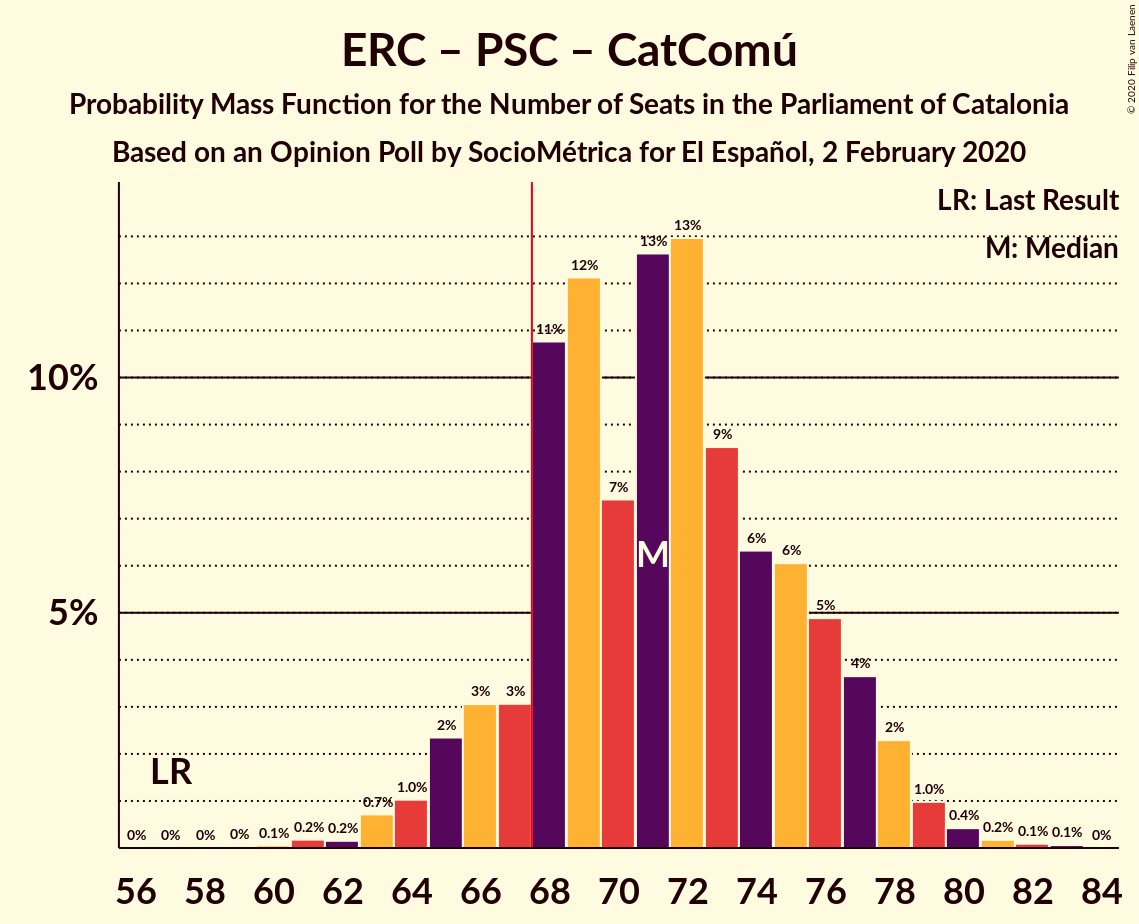 ERC – PSC – CatComú
Probability Mass Function for the Number of Seats in the Parliament of Catalonia
Based on an Opinion Poll by SocioMétrica for El Español, 2 February 2020
© 2020 Filip van Laenen
LR: Last Result
M: Median
10%
5%
0% 0% 0% 0% 0.1% 0.2% 0.2% 0.7% 1.0% 2% 3% 3% 11% 12% 7% 13% 13% 9% 6% 6% 5% 4% 2% 1.0% 0.4% 0.2% 0.1% 0.1% 0%
M
LR
56 58 60 62 64 66 68 70 72 74 76 78 80 82 84